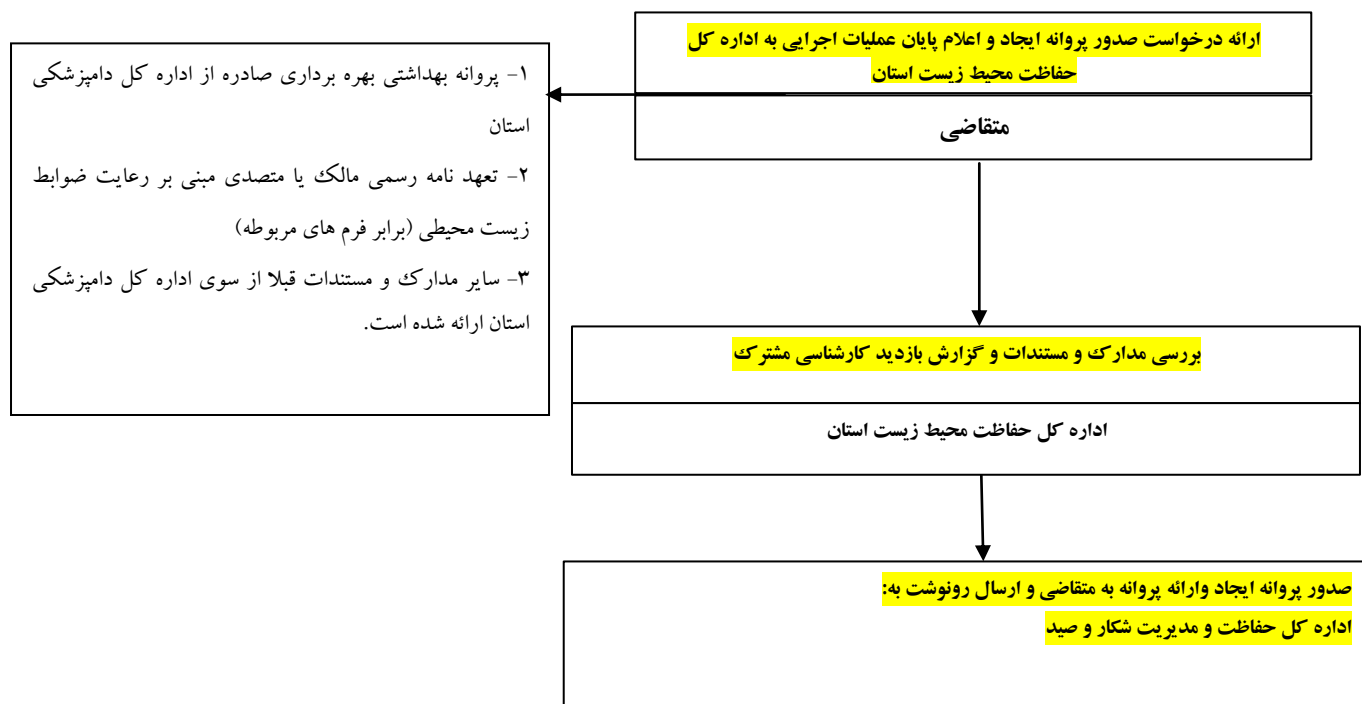 ارائه درخواست صدور پروانه ایجاد و اعلام پایان عملیات اجرایی به اداره کل
حفاظت محیط زیست استان
متقاضی
۱- پروانه بهداشتی بهره برداری صادره از اداره کل دامپزشکی
استان
۲- تعهد نامه رسمی مالک یا متصدی مبنی بر رعایت ضوابط
زیست محیطی (برابر فرم های مربوطه)
۳- سایر مدارک و مستندات قبلا از سوی اداره کل دامپزشکی
استان ارائه شده است.
بررسی مدارک و مستندات و گزارش بازدید کارشناسی مشترک
اداره کل حفاظت محیط زیست استان
صدور پروانه ایجاد وارائه پروانه به متقاضی و ارسال رونوشت به:
اداره کل حفاظت و مدیریت شکار و صید